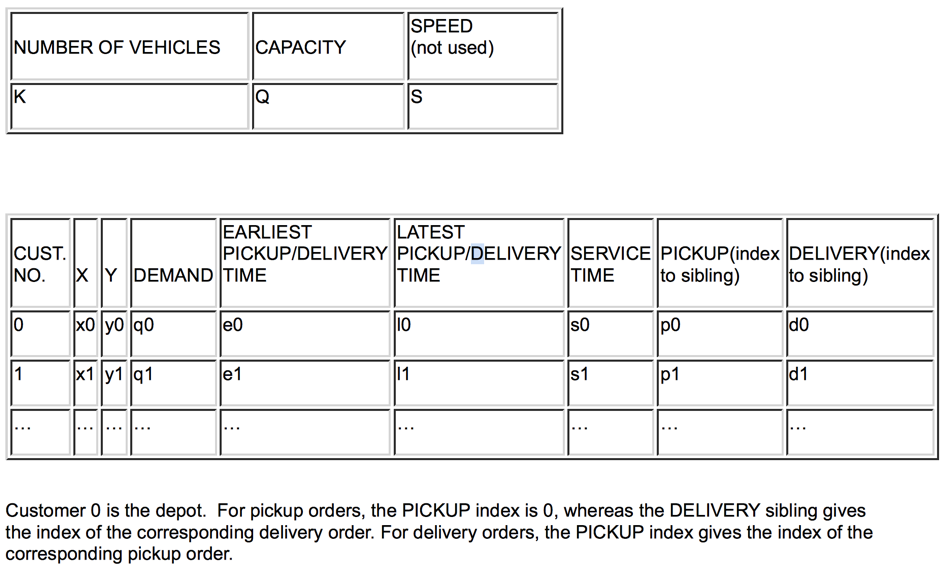 NUMBER OF VEHICLES CAPACITY SPEED
(not used)
K Q S
CUST.
NO. X Y DEMAND EARLIEST
PICKUP/DELIVERY
TIME LATEST
PICKUP/DELIVERY
TIME SERVICE
TIME PICKUP(index
to sibling) DELIVERY(index
to sibling)
0 x0 y0 q0 e0 l0 s0 p0 d0
1 x1 y1 q1 e1 l1 s1 p1 d1
... ... ... ... ... ... ... ... ...
Customer 0 is the depot.  For pickup orders, the PICKUP index is 0, whereas the DELIVERY sibling gives
the index of the corresponding delivery order. For delivery orders, the PICKUP index gives the index of the
corresponding pickup order.